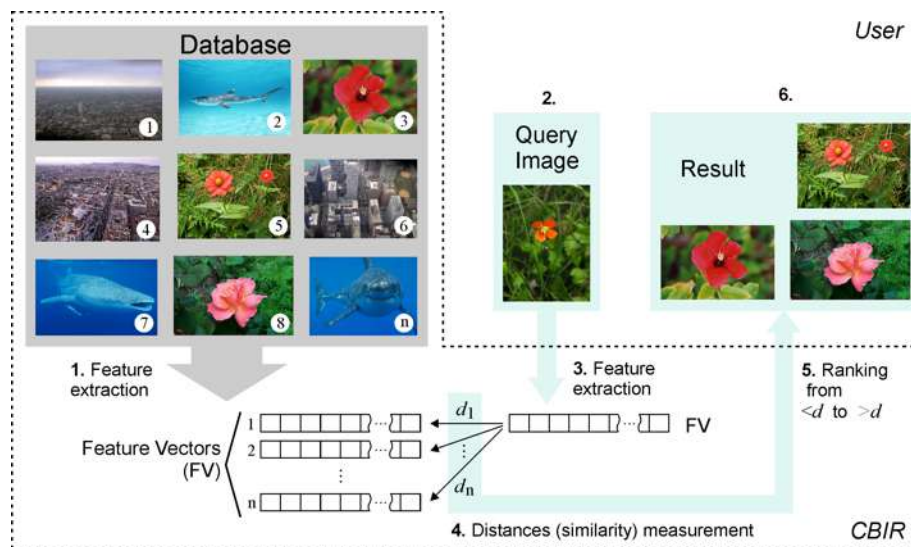 Database
User
1
2
3
4
5
6
7
8
n
2.
Query
Image
6.
Result
1. Feature
extraction
3. Feature
extraction
5. Ranking
from
<d to >d
Feature Vectors
(FV)
1
2
⋮
n
d1
⋮
dn
...
...
...
...
FV
4. Distances (similarity) measurement
CBIR